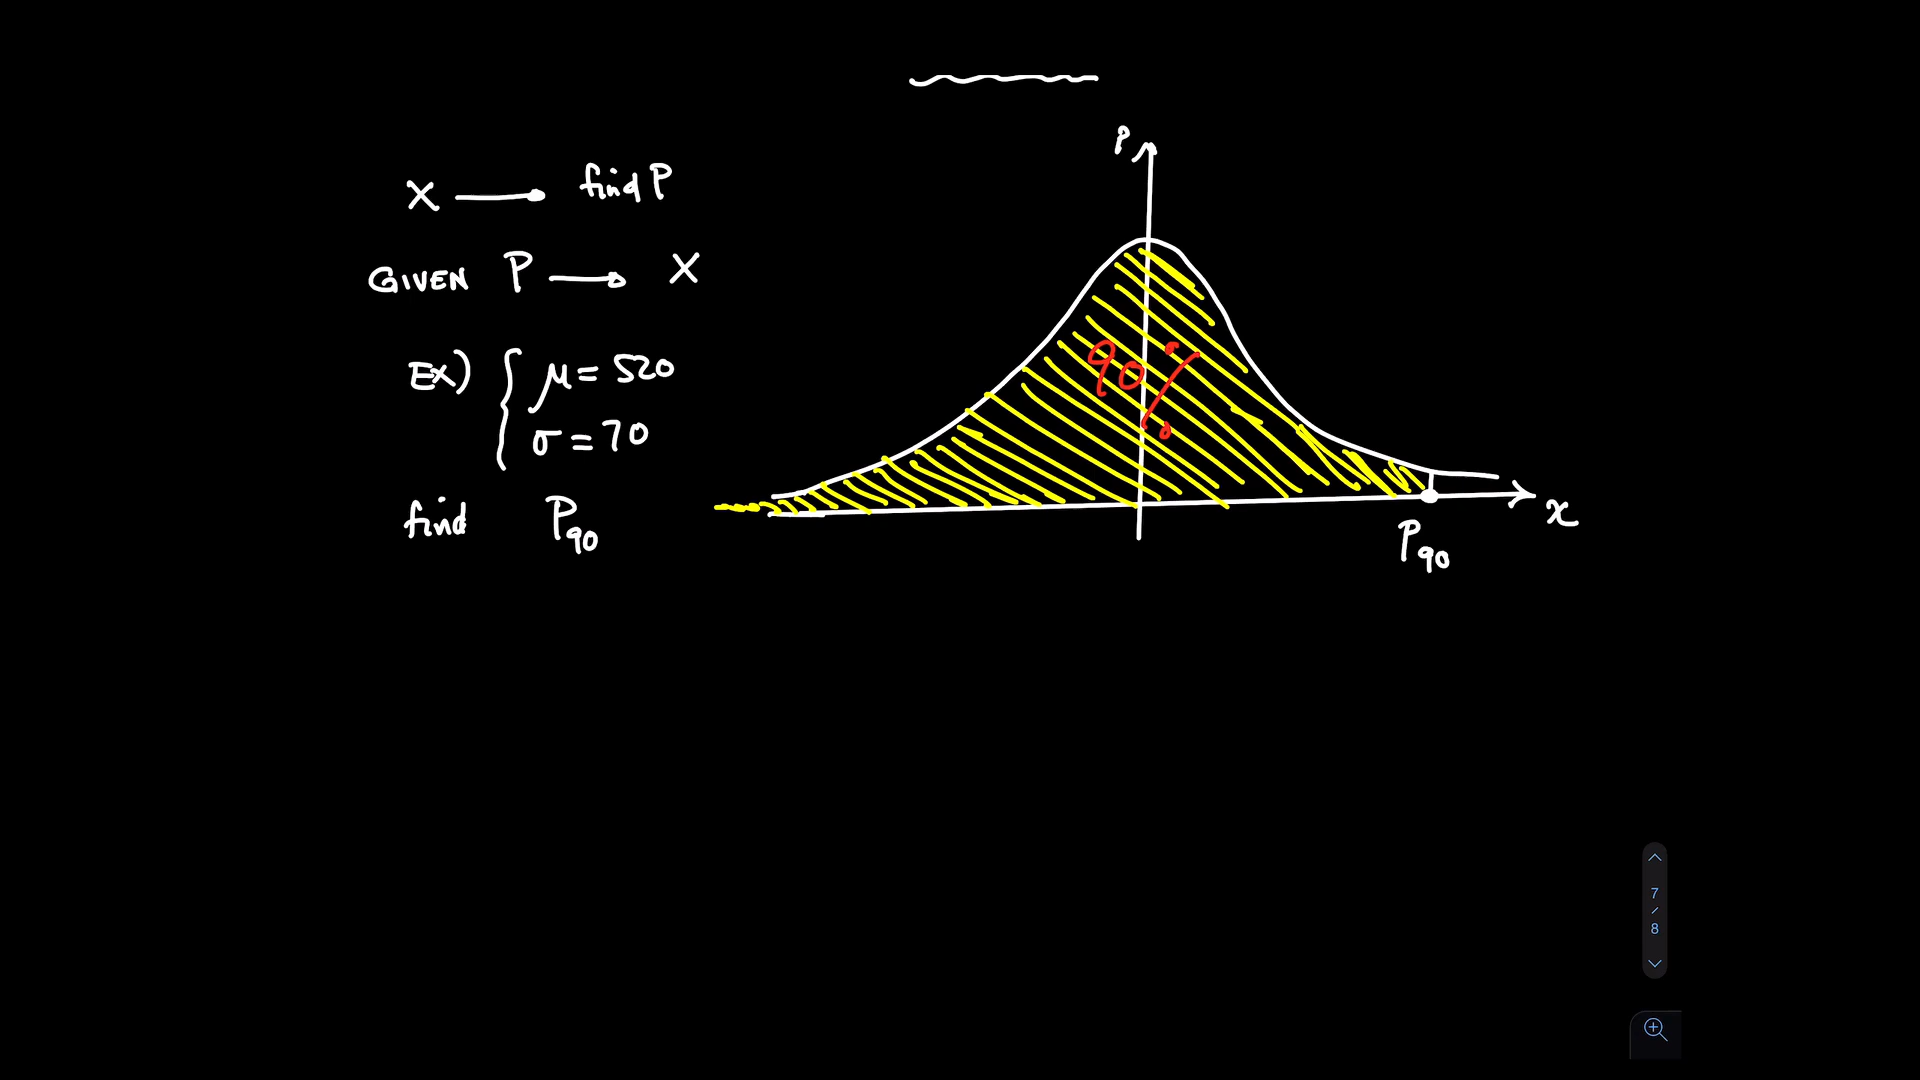 X → find P
GIVEN P → X
Ex) { μ = 520
σ = 70
find P90
P
90%
x
P90
7
/
8